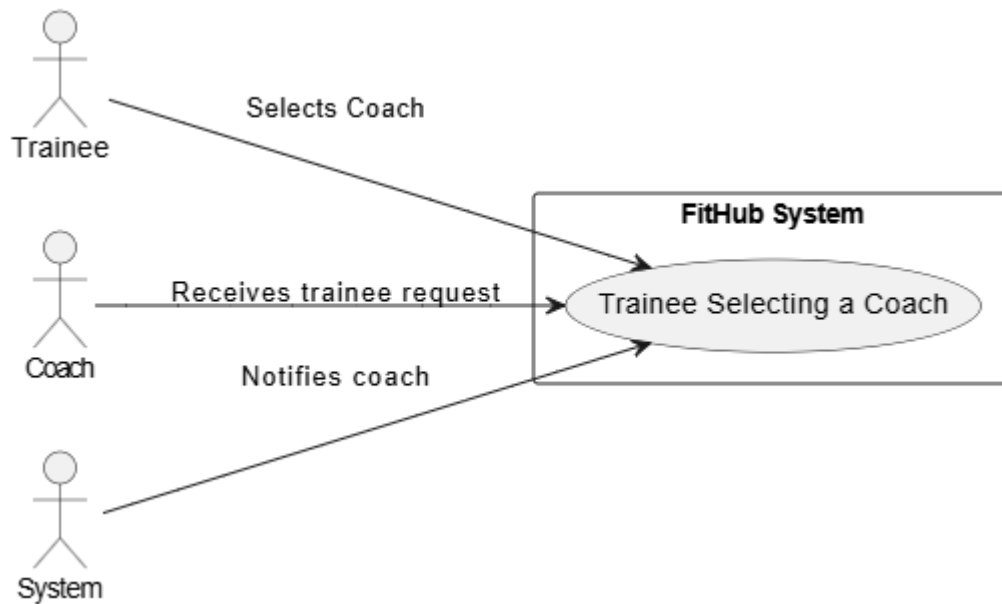 Selects Coach
Trainee
FitHub System
Receives trainee request
Trainee Selecting a Coach
Coach
Notifies coach
System